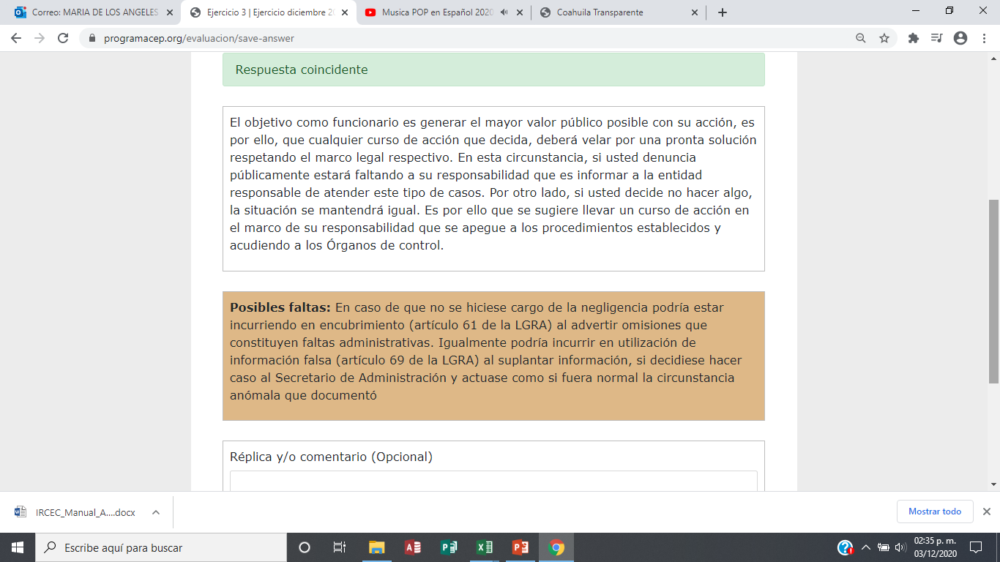 Correo: MARIA DE LOS ANGELES
Ejercicio 3 | Ejercicio diciembre 20
Musica POP en Español 2020
Coahuila Transparente
programacep.org/evaluacion/save-answer
Respuesta coincidente
El objetivo como funcionario es generar el mayor valor público posible con su acción, es
por ello, que cualquier curso de acción que decida, deberá velar por una pronta solución
respetando el marco legal respectivo. En esta circunstancia, si usted denuncia
públicamente estará faltando a su responsabilidad que es informar a la entidad
responsable de atender este tipo de casos. Por otro lado, si usted decide no hacer algo,
la situación se mantendrá igual. Es por ello que se sugiere llevar un curso de acción en
el marco de su responsabilidad que se apegue a los procedimientos establecidos y
acudiendo a los Órganos de control.
Posibles faltas: En caso de que no se hiciese cargo de la negligencia podría estar
incurriendo en encubrimiento (artículo 61 de la LGRA) al advertir omisiones que
constituyen faltas administrativas. Igualmente podría incurrir en utilización de
información falsa (artículo 69 de la LGRA) al suplantar información, si decidiese hacer
caso al Secretario de Administración y actuase como si fuera normal la circunstancia
anómala que documentó
Réplica y/o comentario (Opcional)
IRCEC_Manual_A....docx
Mostrar todo
Escribe aquí para buscar
02:35 p. m.
03/12/2020